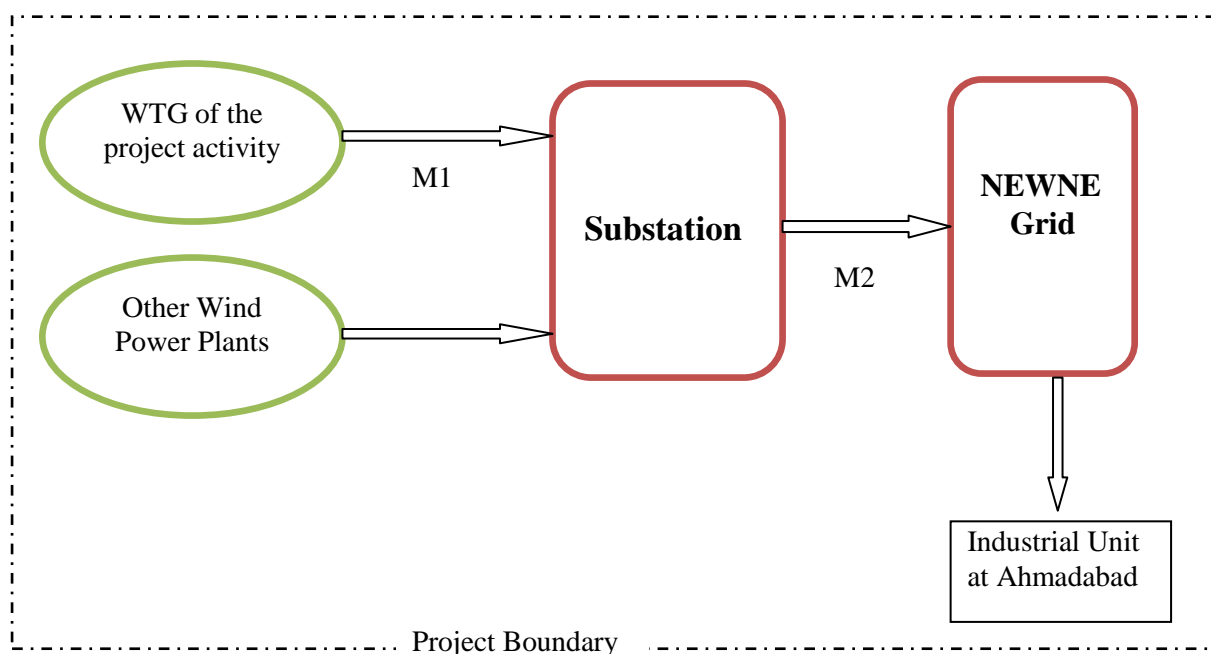 WTG of the
project activity
M1
Other Wind
Power Plants
Substation
M2
NEWNE
Grid
Industrial Unit
at Ahmadabad
Project Boundary